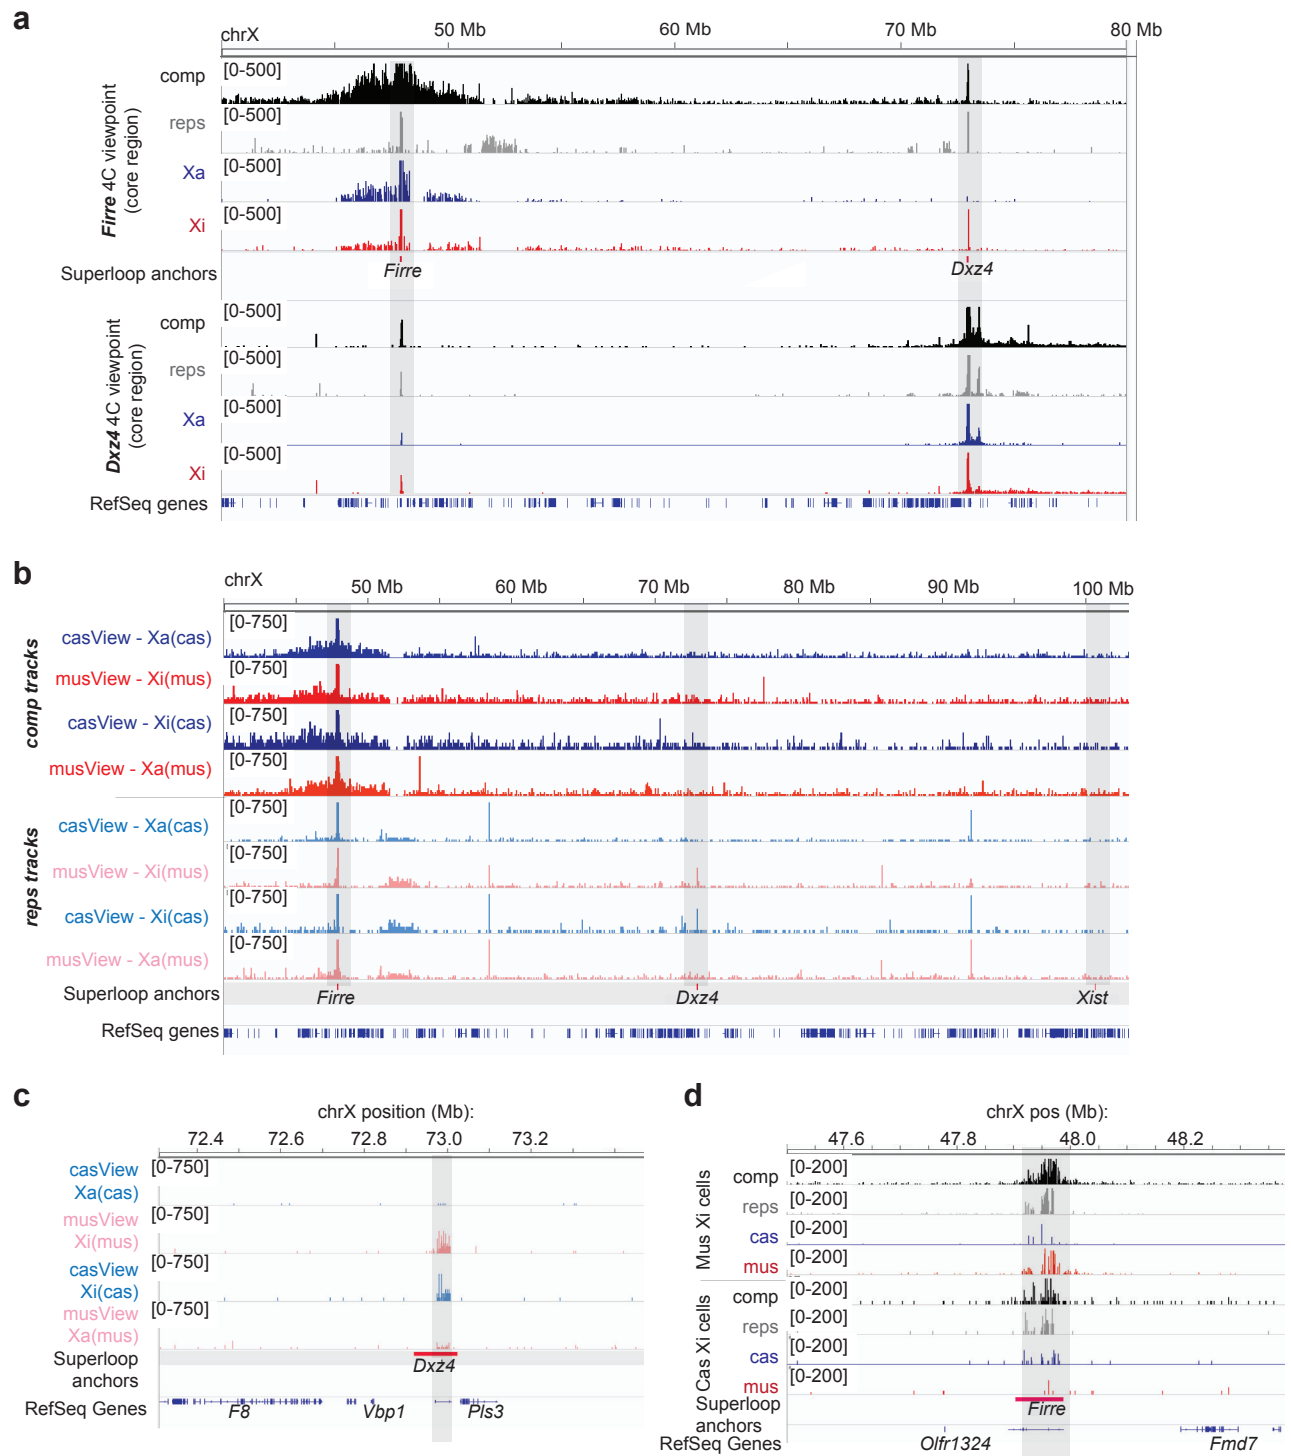 a
chrX 50 Mb 60 Mb 70 Mb 80 Mb
Firre 4C viewpoint
(core region)
comp [0-500]
reps [0-500]
Xa [0-500]
Xi [0-500]
Superloop anchors Firre Dxz4
Dxz4 4C viewpoint
(core region)
comp [0-500]
reps [0-500]
Xa [0-500]
Xi [0-500]
RefSeq genes
b
chrX 50 Mb 60 Mb 70 Mb 80 Mb 90 Mb 100 Mb
comp tracks
casView - Xa(cas) [0-750]
musView - Xi(mus) [0-750]
casView - Xi(cas) [0-750]
musView - Xa(mus) [0-750]
reps tracks
casView - Xa(cas) [0-750]
musView - Xi(mus) [0-750]
casView - Xi(cas) [0-750]
musView - Xa(mus) [0-750]
Superloop anchors Firre Dxz4 Xist
RefSeq genes
c
chrX position (Mb):
72.4 72.6 72.8 73.0 73.2
casView [0-750]
Xa(cas)
musView [0-750]
Xi(mus)
casView [0-750]
Xi(cas)
musView [0-750]
Xa(mus)
Superloop Dxz4
anchors
RefSeq Genes F8 Vbp1 Pls3
d
chrX pos (Mb):
47.6 47.8 48.0 48.2
Mus Xi cells
comp [0-200]
reps [0-200]
cas [0-200]
mus [0-200]
Cas Xi cells
comp [0-200]
reps [0-200]
cas [0-200]
mus [0-200]
Superloop Firre
anchors
RefSeq Genes Olfr1324 Fmd7